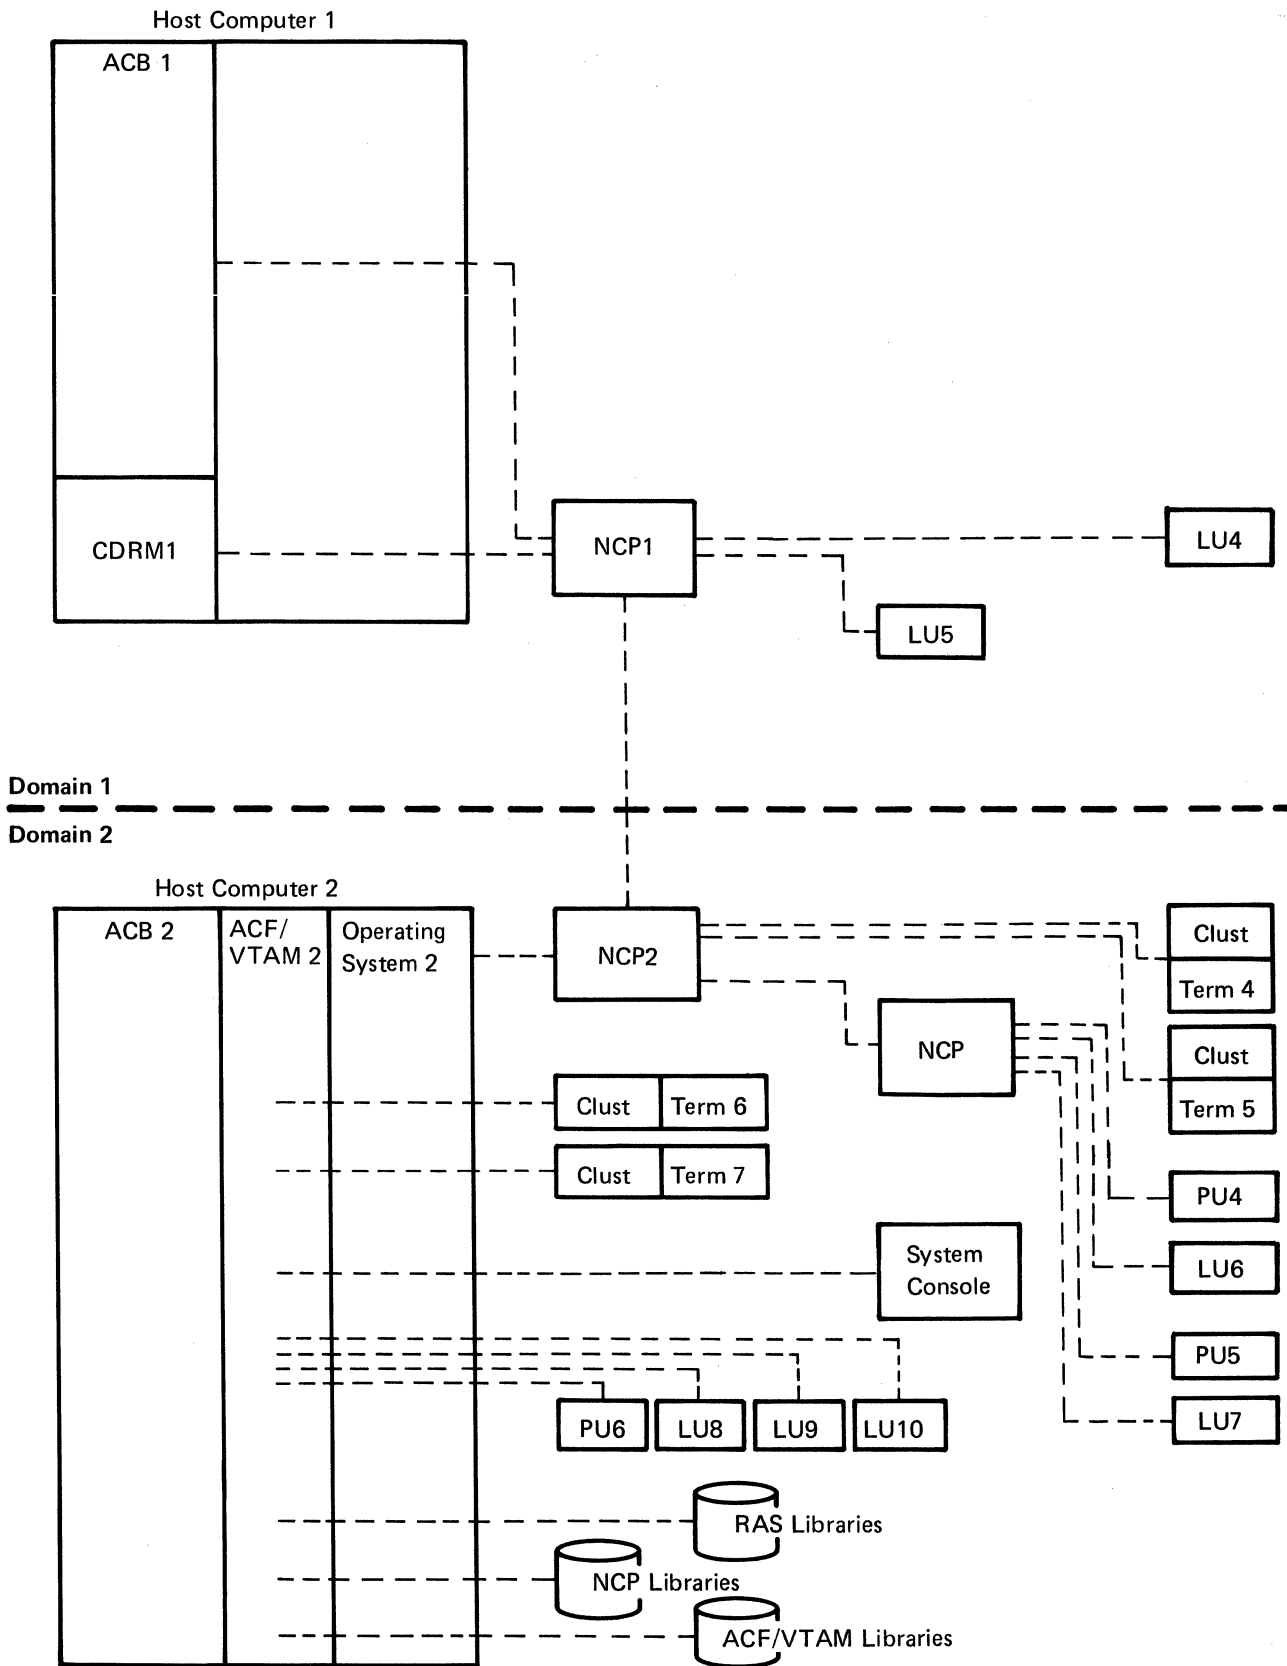 Host Computer 1
ACB 1
CDRM1
NCP1
LU4
LU5
Domain 1
Domain 2
Host Computer 2
ACB 2
ACF/
VTAM 2
Operating
System 2
NCP2
Clust
Term 4
NCP
Clust
Term 5
Clust
Term 6
Clust
Term 7
PU4
System
Console
LU6
PU5
PU6
LU8
LU9
LU10
LU7
RAS Libraries
NCP Libraries
ACF/VTAM Libraries